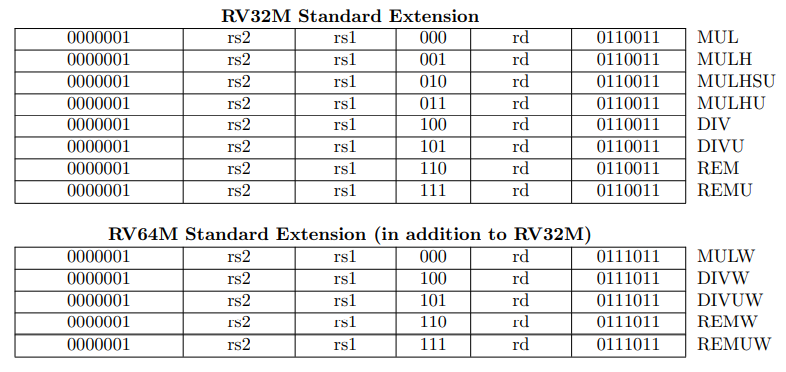 RV32M Standard Extension
0000001 rs2 rs1 000 rd 0110011 MUL
0000001 rs2 rs1 001 rd 0110011 MULH
0000001 rs2 rs1 010 rd 0110011 MULHSU
0000001 rs2 rs1 011 rd 0110011 MULHU
0000001 rs2 rs1 100 rd 0110011 DIV
0000001 rs2 rs1 101 rd 0110011 DIVU
0000001 rs2 rs1 110 rd 0110011 REM
0000001 rs2 rs1 111 rd 0110011 REMU
RV64M Standard Extension (in addition to RV32M)
0000001 rs2 rs1 000 rd 0111011 MULW
0000001 rs2 rs1 100 rd 0111011 DIVW
0000001 rs2 rs1 101 rd 0111011 DIVUW
0000001 rs2 rs1 110 rd 0111011 REMW
0000001 rs2 rs1 111 rd 0111011 REMUW